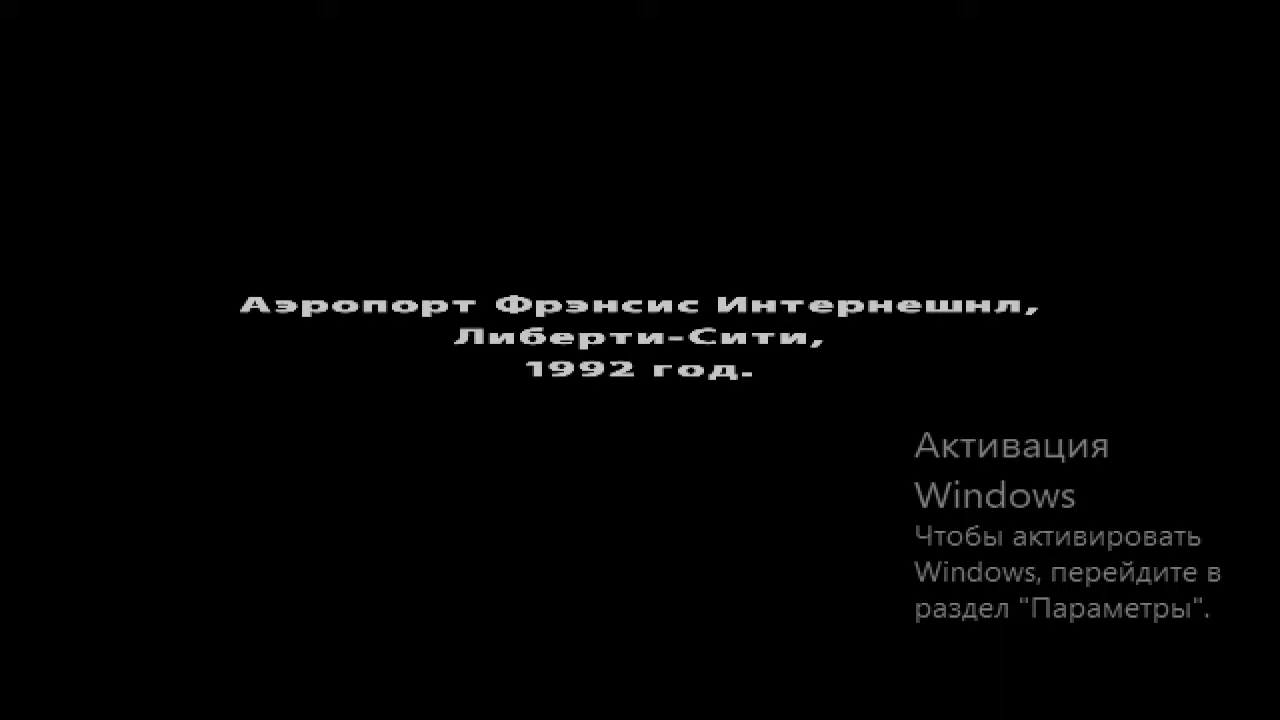 Аэропорт Фрэнсис Интернешнл,
Либерти-Сити,
1992 год.
Активация
Windows
Чтобы активировать
Windows, перейдите в
раздел "Параметры".